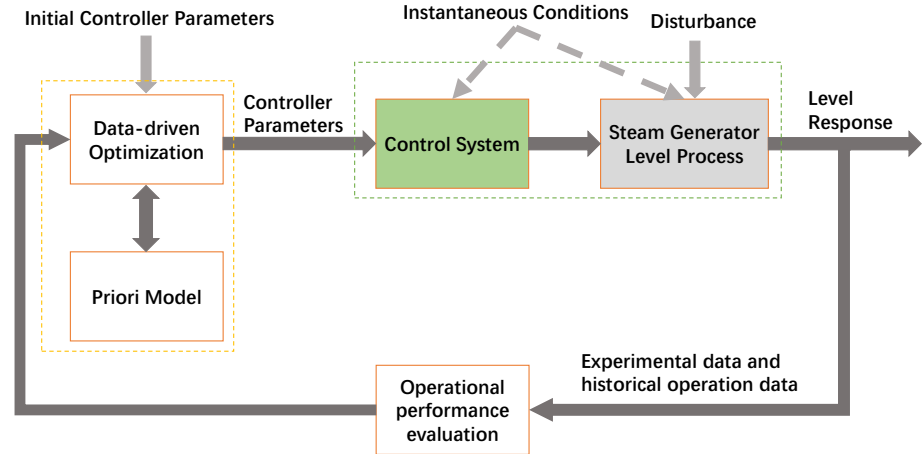 Initial Controller Parameters
Instantaneous Conditions
Disturbance
Data-driven
Optimization
Controller
Parameters
Control System
Steam Generator
Level Process
Level
Response
Priori Model
Experimental data and
historical operation data
Operational
performance
evaluation